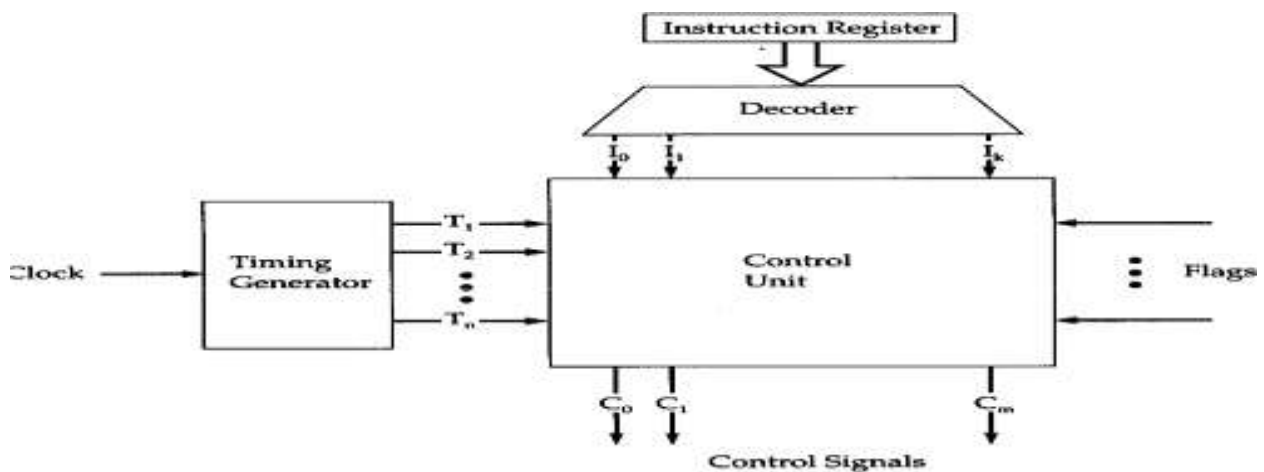 Instruction Register
Decoder
I₀ I₁ Iₖ
T₁
T₂
Tₙ
Clock
Timing
Generator
Control
Unit
Flags
C₀ C₁ Cₘ
Control Signals